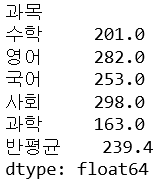 과목
수학 201.0
영어 282.0
국어 253.0
사회 298.0
과학 163.0
반평균 239.4
dtype: float64